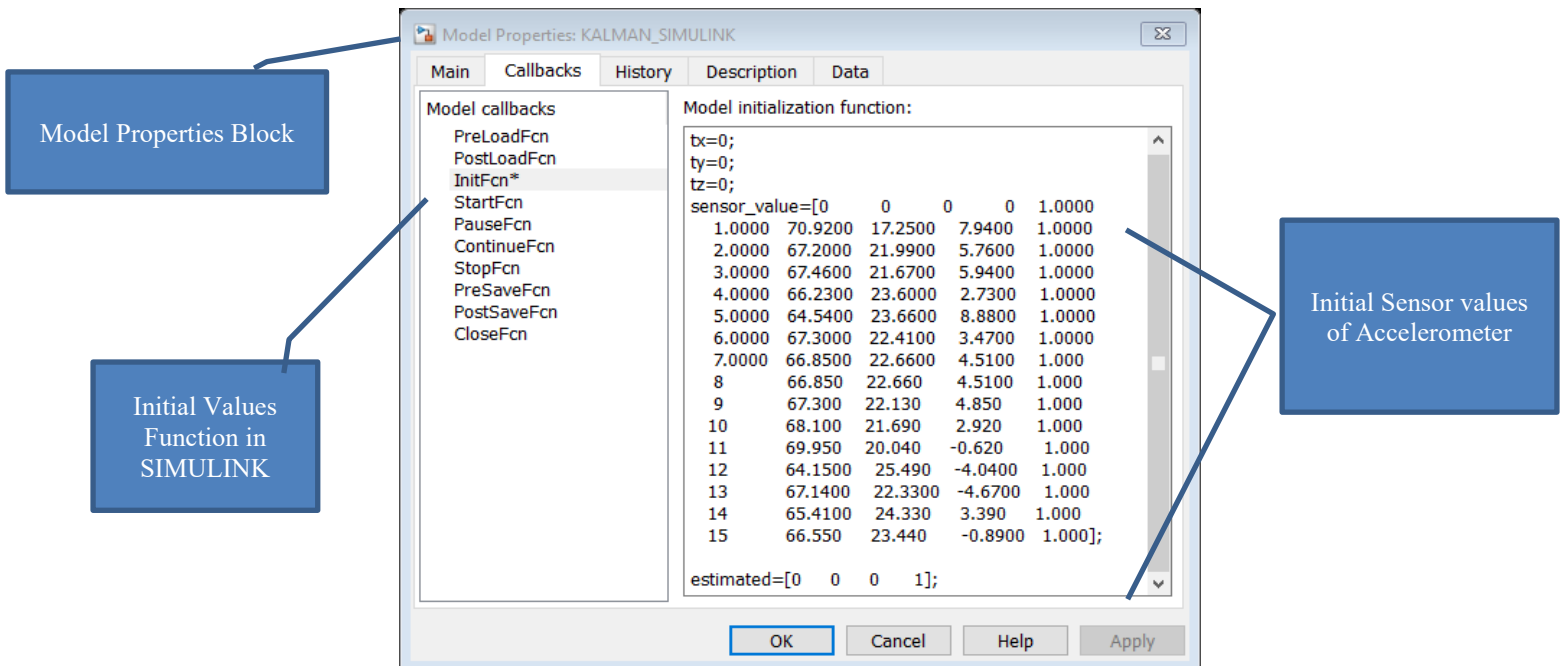 Model Properties: KALMAN_SIMULINK
Main Callbacks History Description Data
Model callbacks
PreLoadFcn
PostLoadFcn
InitFcn*
StartFcn
PauseFcn
ContinueFcn
StopFcn
PreSaveFcn
PostSaveFcn
CloseFcn
Model initialization function:
tx=0;
ty=0;
tz=0;
sensor_value=[0 0 0 0 1.0000
1.0000 70.9200 17.2500 7.9400 1.0000
2.0000 67.2000 21.9900 5.7600 1.0000
3.0000 67.4600 21.6700 5.9400 1.0000
4.0000 66.2300 23.6000 2.7300 1.0000
5.0000 64.5400 23.6600 8.8800 1.0000
6.0000 67.3000 22.4100 3.4700 1.0000
7.0000 66.8500 22.6600 4.5100 1.000
8 66.850 22.660 4.5100 1.000
9 67.300 22.130 4.850 1.000
10 68.100 21.690 2.920 1.000
11 69.950 20.040 -0.620 1.000
12 64.1500 25.490 -4.0400 1.000
13 67.1400 22.3300 -4.6700 1.000
14 65.4100 24.330 3.390 1.000
15 66.550 23.440 -0.8900 1.000];
estimated=[0 0 0 1];
OK Cancel Help Apply
Model Properties Block
Initial Values
Function in
SIMULINK
Initial Sensor values
of Accelerometer